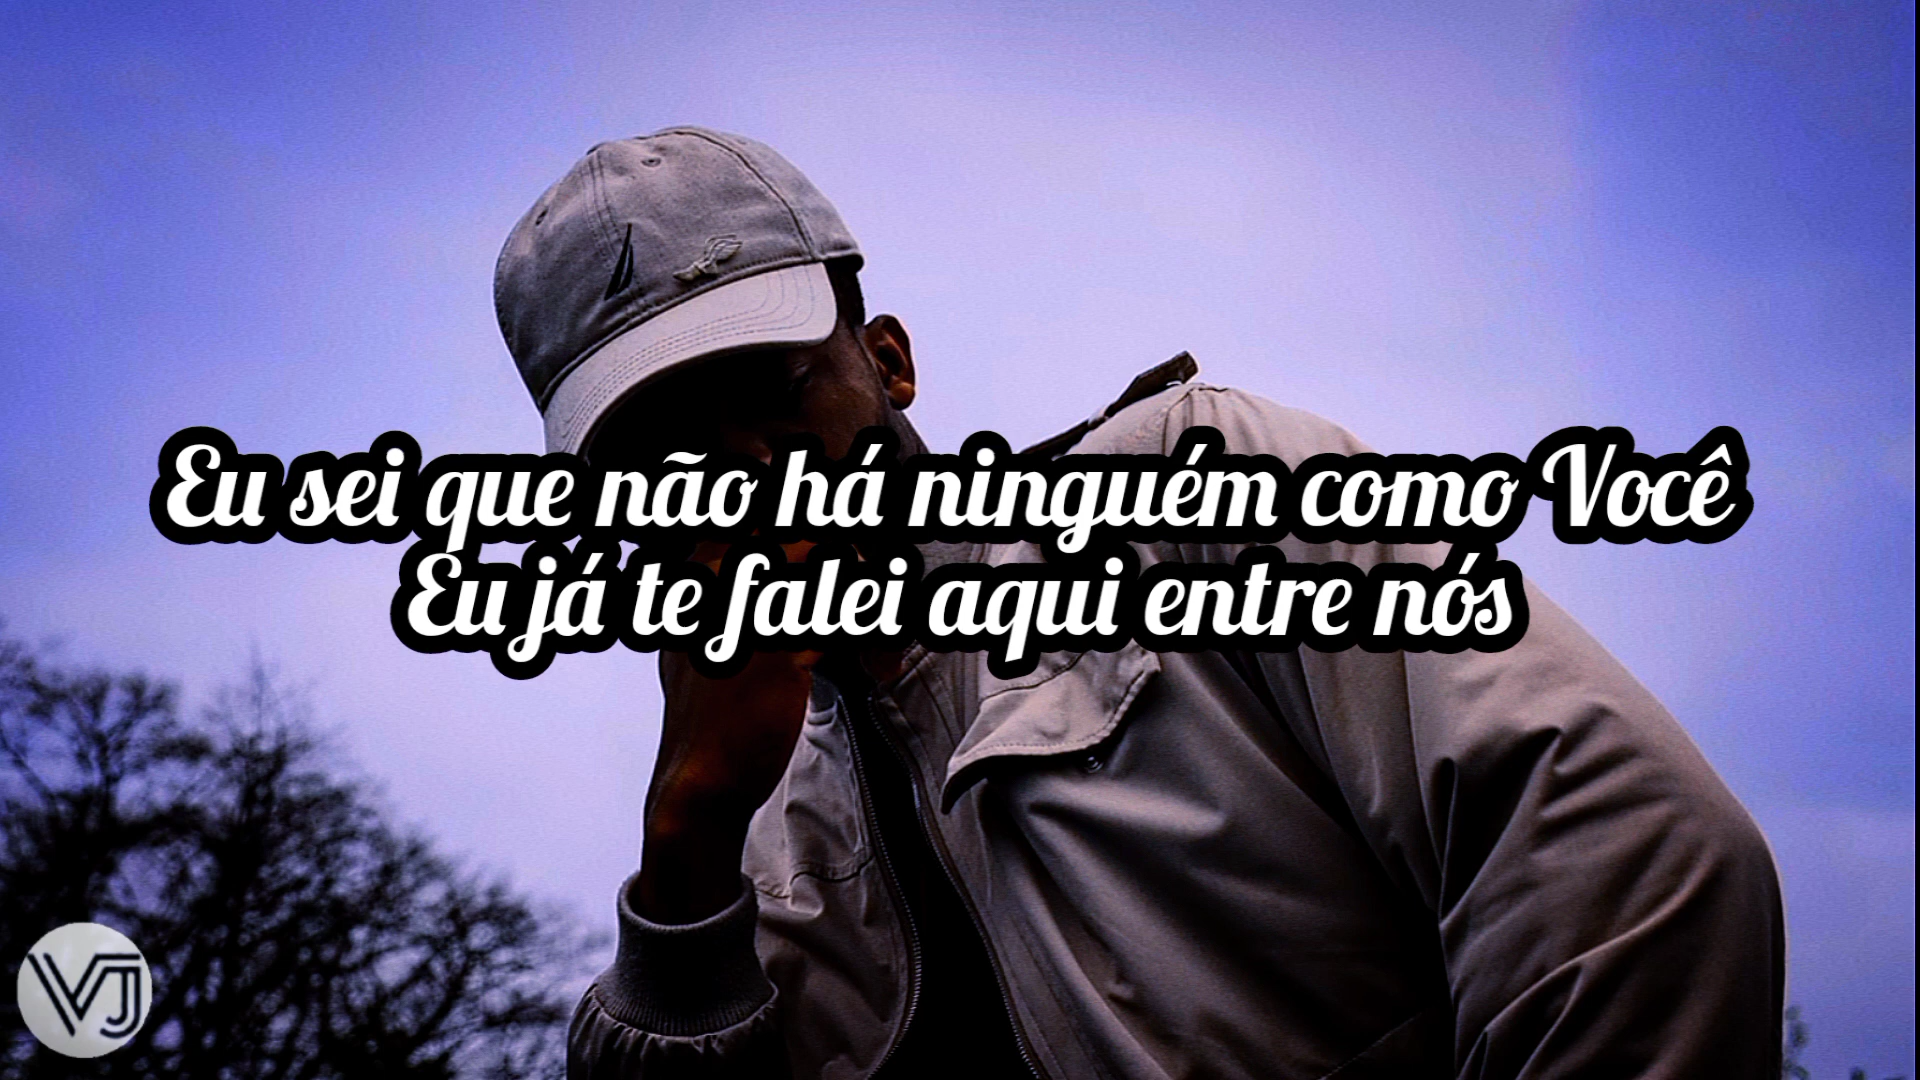 Eu sei que não há ninguém como Você
Eu já te falei aqui entre nós
VJ